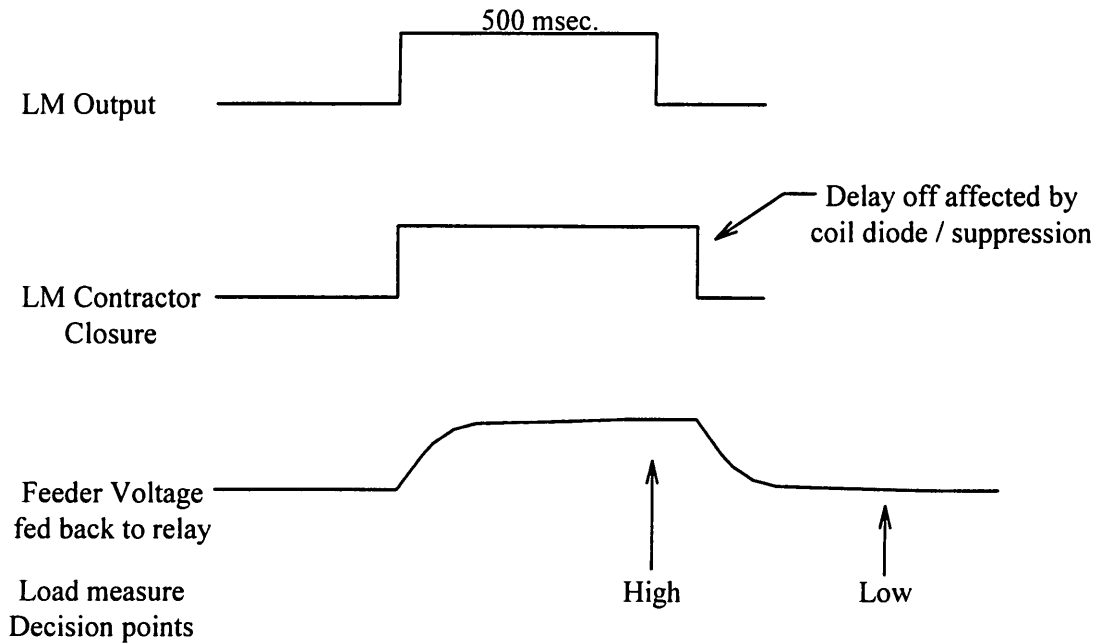 500 msec.
LM Output
Delay off affected by
coil diode / suppression
LM Contractor
Closure
Feeder Voltage
fed back to relay
Load measure
Decision points
High
Low